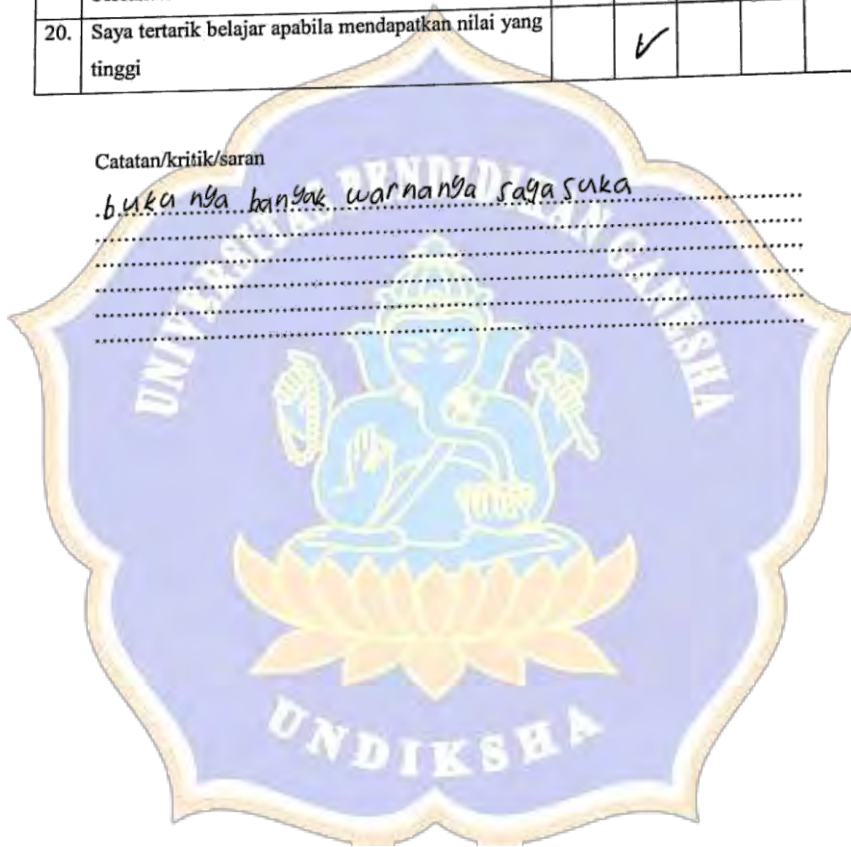 20. Saya tertarik belajar apabila mendapatkan nilai yang
tinggi
Catatan/kritik/saran
buku nya banyak warnanya saya suka
UNIVERSITAS PENDIDIKAN GANESHA
UNDIKSHA